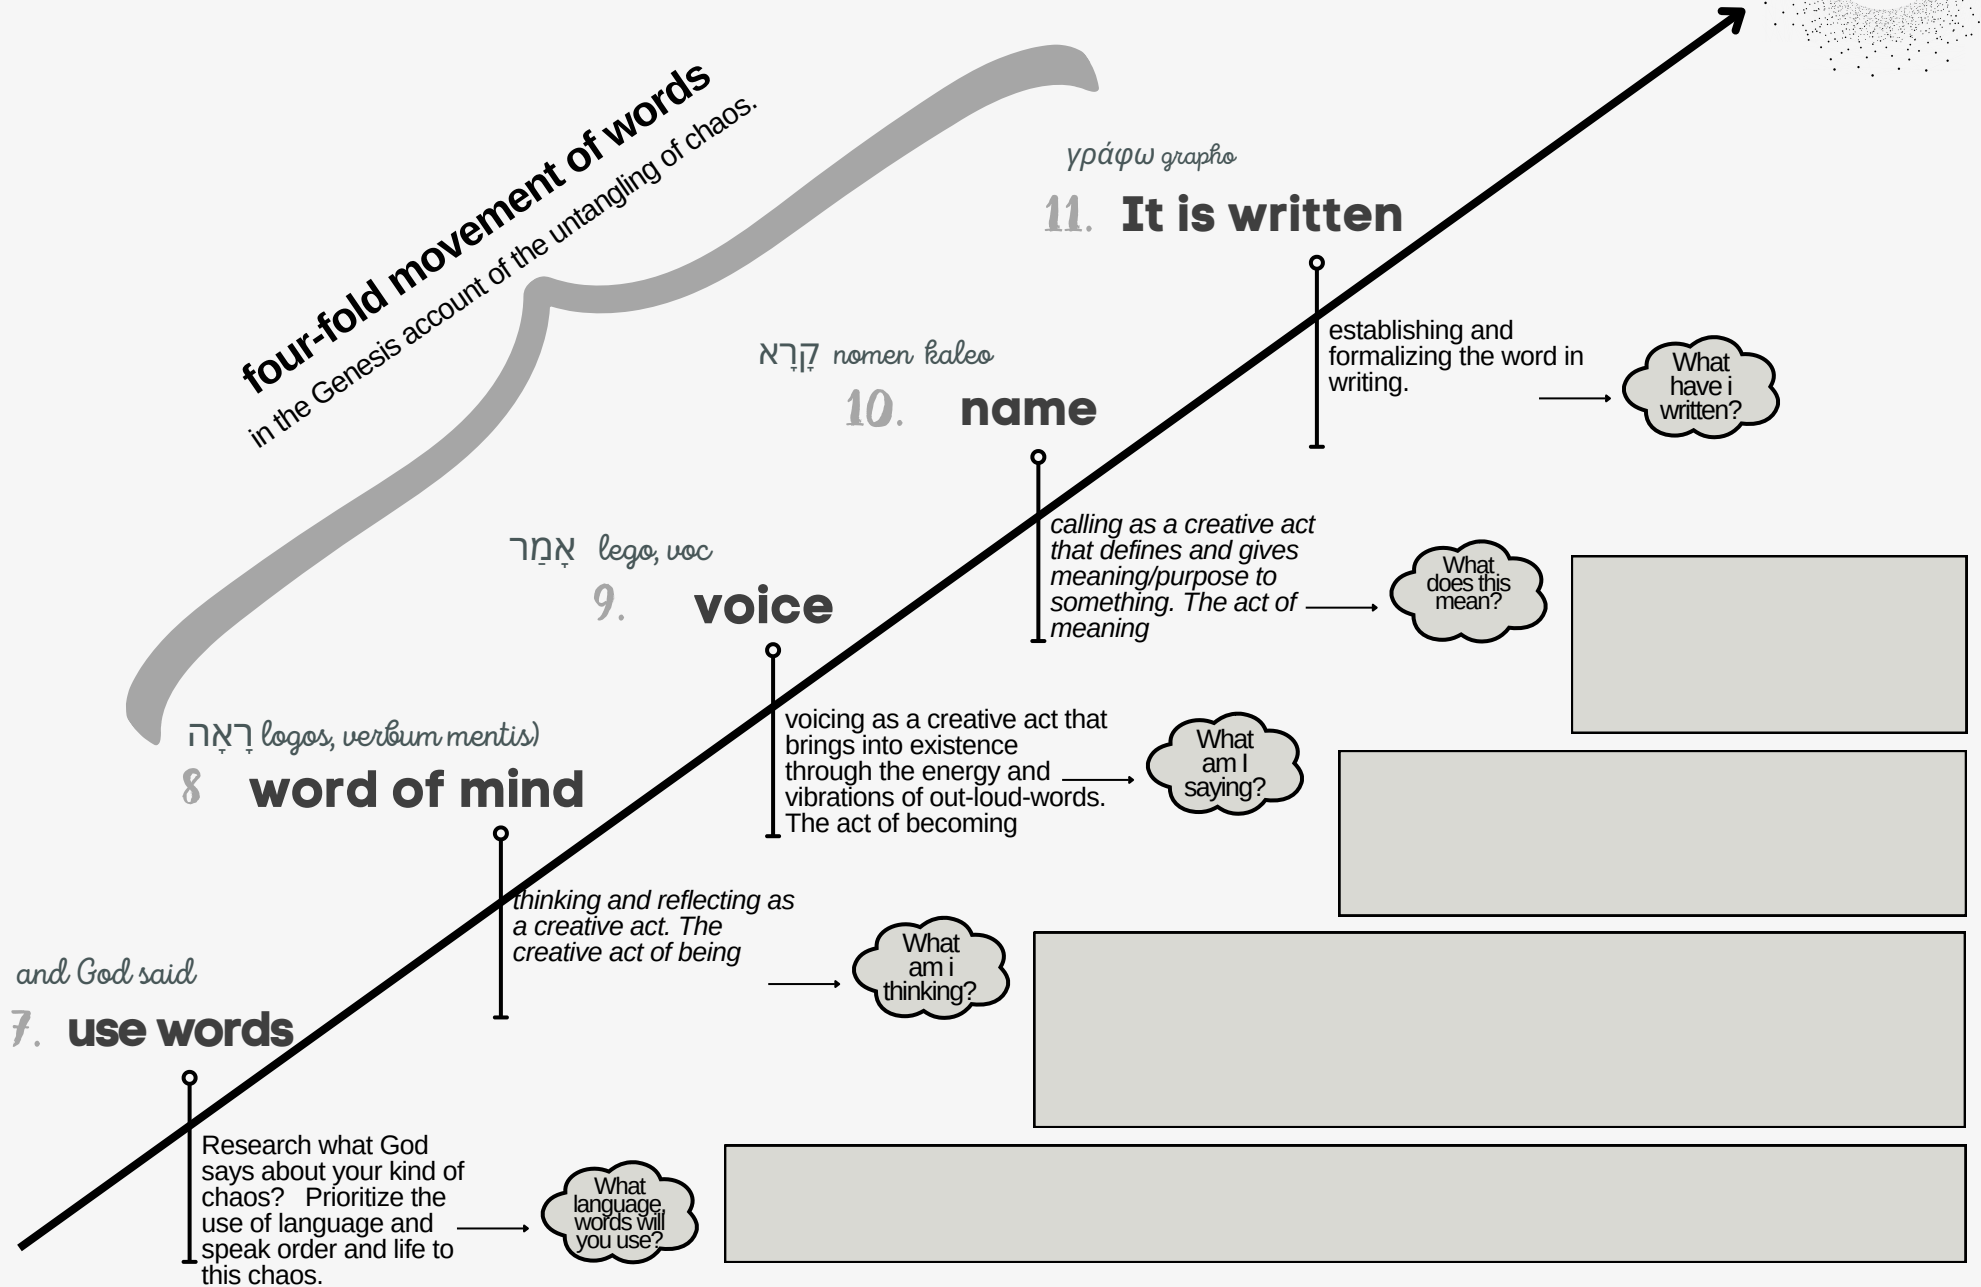 four-fold movement of words
in the Genesis account of the untangling of chaos.
γράφω grapho
11. It is written
establishing and
formalizing the word in
writing.
What
have i
written?
קָרָא nomen kaleo
10. name
calling as a creative act
that defines and gives
meaning/purpose to
something. The act of
meaning
What
does this
mean?
אָמַר lego, voc
9. voice
voicing as a creative act that
brings into existence
through the energy and
vibrations of out-loud-words.
The act of becoming
What
am I
saying?
רָאָה logos, verbum mentis)
8 word of mind
thinking and reflecting as
a creative act. The
creative act of being
What
am i
thinking?
and God said
7. use words
Research what God
says about your kind of
chaos? Prioritize the
use of language and
speak order and life to
this chaos.
What
language,
words will
you use?